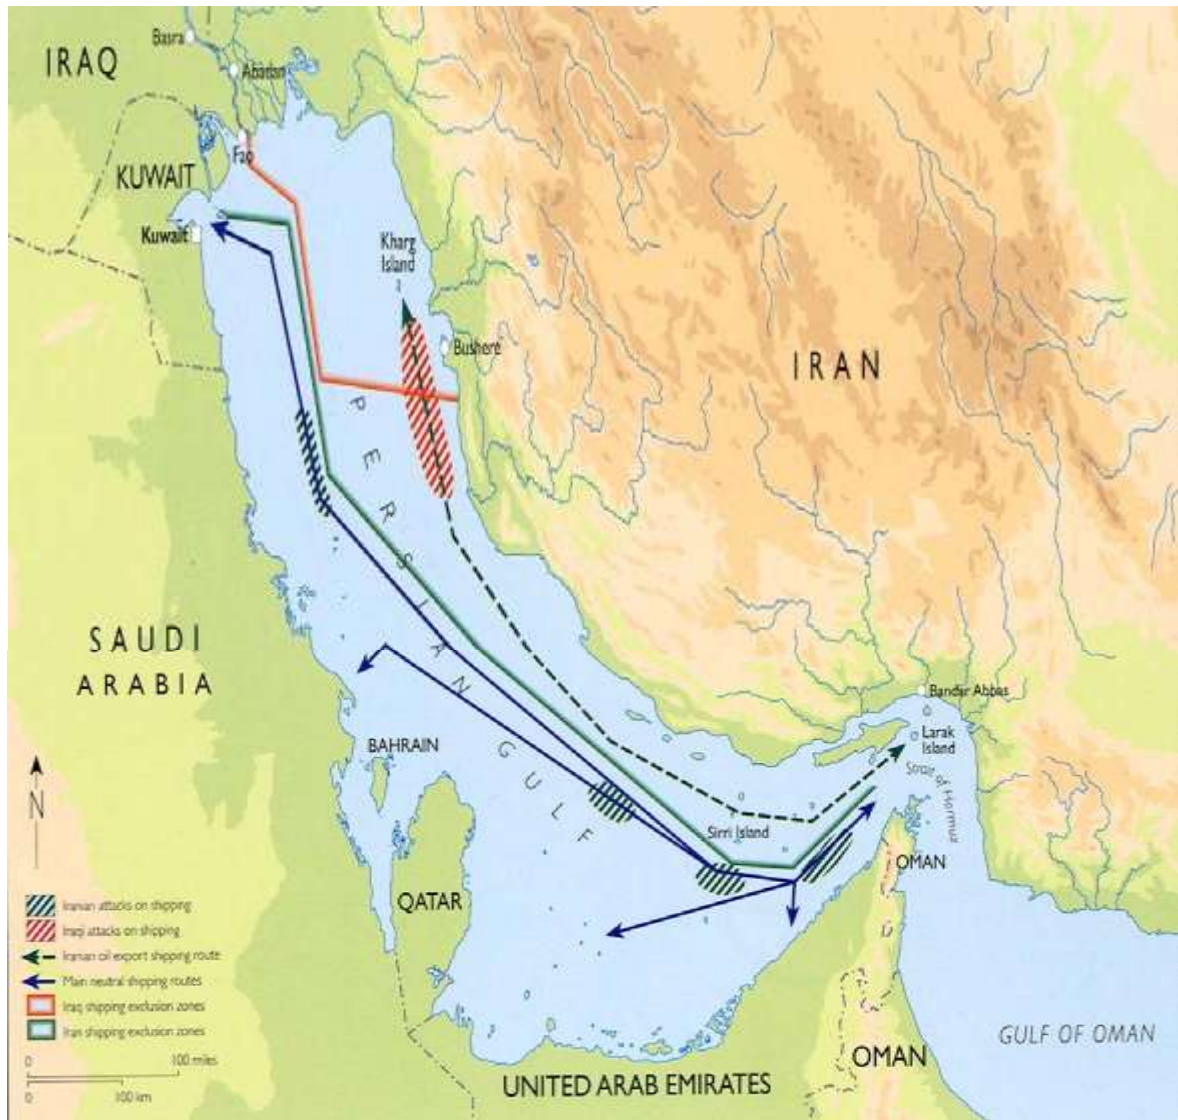 Basra
IRAQ
Abadan
Fao
KUWAIT
Kuwait
Kharg
Island
Bushere
IRAN
PERSIAN GULF
SAUDI
ARABIA
Bandar Abbas
Larak
Island
Strait of Hormuz
BAHRAIN
Sirri Island
OMAN
QATAR
N
Iranian attacks on shipping
Iraqi attacks on shipping
Iranian oil export shipping route
Main neutral shipping routes
Iraq shipping exclusion zones
Iran shipping exclusion zones
0 100 miles
0 100 km
GULF OF OMAN
OMAN
UNITED ARAB EMIRATES